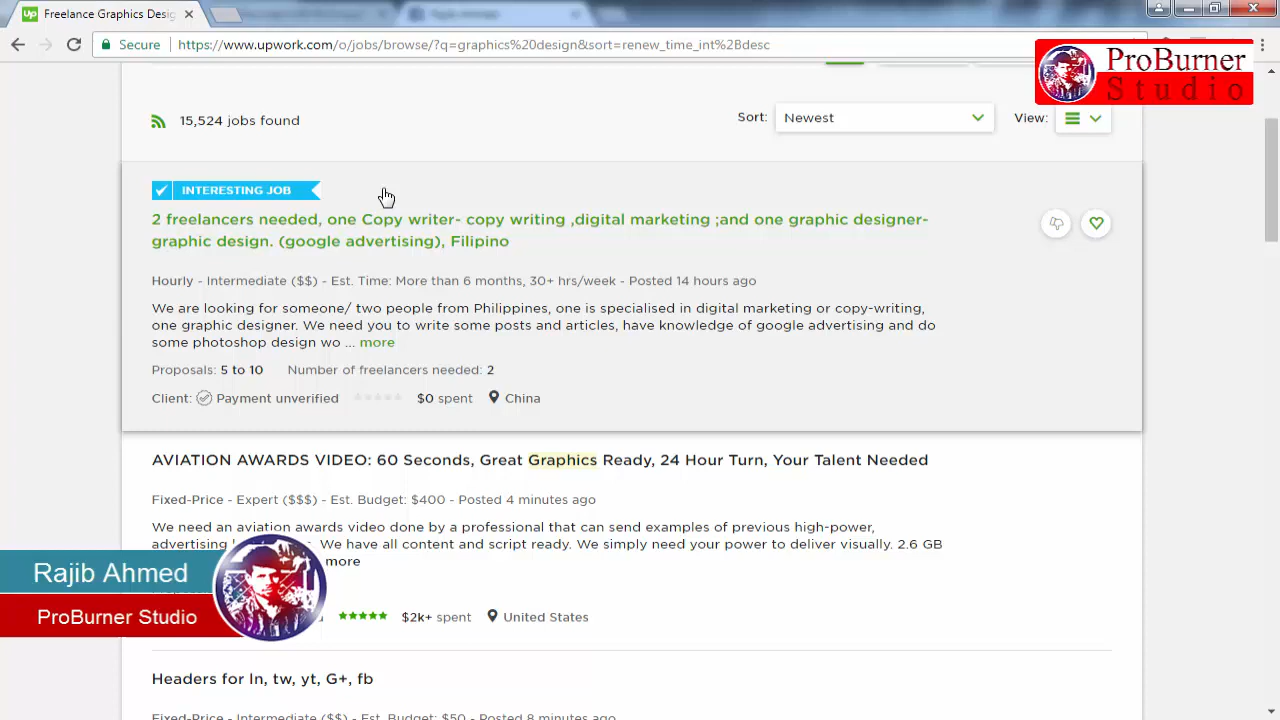 Freelance Graphics Desig
Secure
https://www.upwork.com/o/jobs/browse/?q=graphics%20design&sort=renew_time_int%2Bdesc
ProBurner
Studio
15,524 jobs found
Sort:
Newest
View:
INTERESTING JOB
2 freelancers needed, one Copy writer- copy writing ,digital marketing ;and one graphic designer-
graphic design. (google advertising), Filipino
Hourly - Intermediate ($$) - Est. Time: More than 6 months, 30+ hrs/week - Posted 14 hours ago
We are looking for someone/ two people from Philippines, one is specialised in digital marketing or copy-writing,
one graphic designer. We need you to write some posts and articles, have knowledge of google advertising and do
some photoshop design wo ... more
Proposals: 5 to 10 Number of freelancers needed: 2
Client: Payment unverified $0 spent China
AVIATION AWARDS VIDEO: 60 Seconds, Great Graphics Ready, 24 Hour Turn, Your Talent Needed
Fixed-Price - Expert ($$$) - Est. Budget: $400 - Posted 4 minutes ago
We need an aviation awards video done by a professional that can send examples of previous high-power,
advertising We have all content and script ready. We simply need your power to deliver visually. 2.6 GB
more
Rajib Ahmed
ProBurner Studio
$2k+ spent United States
Headers for In, tw, yt, G+, fb
Fixed-Price - Intermediate ($$) - Est. Budget: $50 - Posted 8 minutes ago